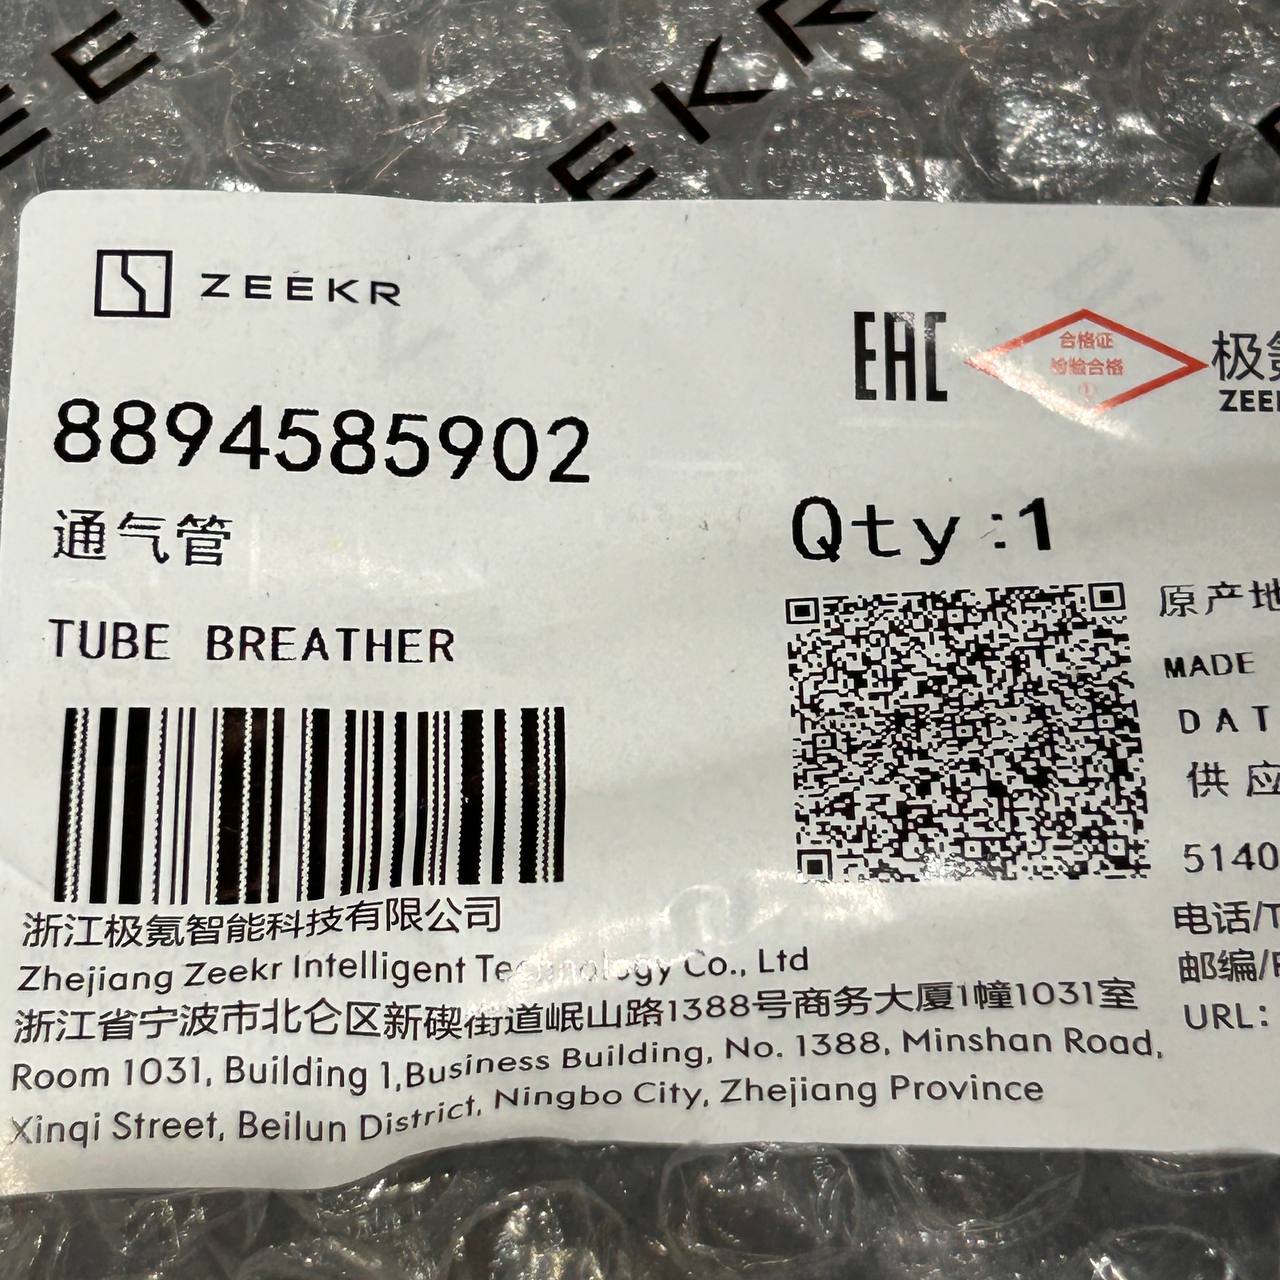 ZEEKR
EAC
合格证
检验合格
极氪
ZEEKR
8894585902
通气管
Qty:1
TUBE BREATHER
原产地
MADE
DAT
供应
5140
电话/T
邮编/P
URL:
浙江极氪智能科技有限公司
Zhejiang Zeekr Intelligent Technology Co., Ltd
浙江省宁波市北仑区新碶街道岷山路1388号商务大厦1幢1031室
Room 1031, Building 1,Business Building, No. 1388, Minshan Road,
Xinqi Street, Beilun District, Ningbo City, Zhejiang Province